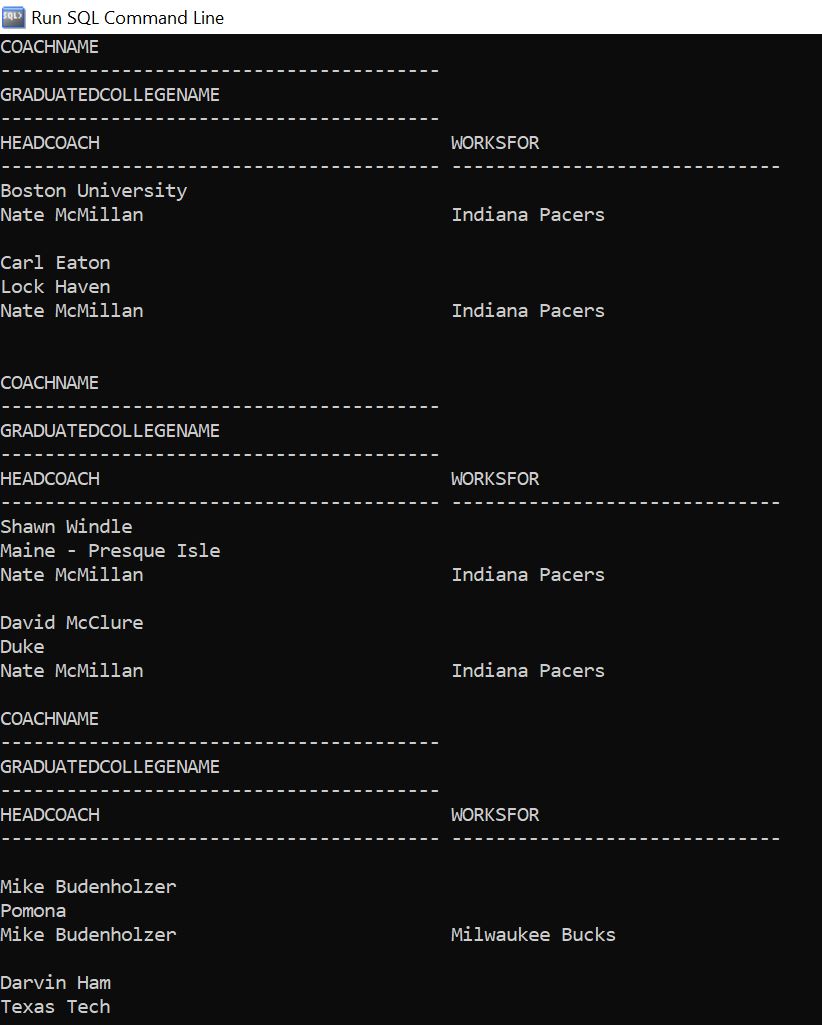 Run SQL Command Line
COACHNAME
----------------------------------------
GRADUATEDCOLLEGENAME
----------------------------------------
HEADCOACH                                WORKSFOR
---------------------------------------- ------------------------------
Boston University
Nate McMillan                            Indiana Pacers

Carl Eaton
Lock Haven
Nate McMillan                            Indiana Pacers


COACHNAME
----------------------------------------
GRADUATEDCOLLEGENAME
----------------------------------------
HEADCOACH                                WORKSFOR
---------------------------------------- ------------------------------
Shawn Windle
Maine - Presque Isle
Nate McMillan                            Indiana Pacers

David McClure
Duke
Nate McMillan                            Indiana Pacers

COACHNAME
----------------------------------------
GRADUATEDCOLLEGENAME
----------------------------------------
HEADCOACH                                WORKSFOR
---------------------------------------- ------------------------------

Mike Budenholzer
Pomona
Mike Budenholzer                         Milwaukee Bucks

Darvin Ham
Texas Tech